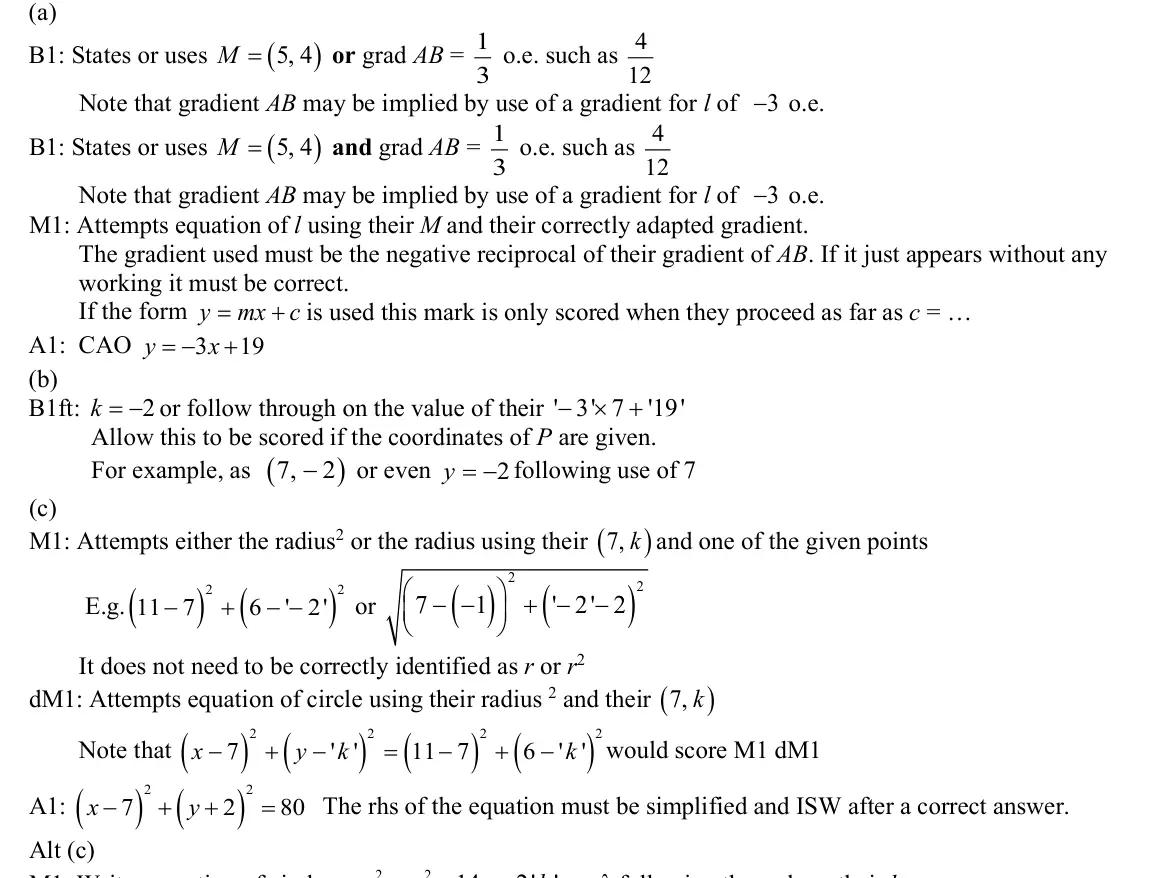 (a)
B1: States or uses M = (5, 4) or grad AB = 1/3 o.e. such as 4/12
Note that gradient AB may be implied by use of a gradient for l of −3 o.e.
B1: States or uses M = (5, 4) and grad AB = 1/3 o.e. such as 4/12
Note that gradient AB may be implied by use of a gradient for l of −3 o.e.
M1: Attempts equation of l using their M and their correctly adapted gradient.
The gradient used must be the negative reciprocal of their gradient of AB. If it just appears without any
working it must be correct.
If the form y = mx + c is used this mark is only scored when they proceed as far as c = …
A1: CAO y = −3x + 19
(b)
B1ft: k = −2 or follow through on the value of their '− 3'× 7 + '19'
Allow this to be scored if the coordinates of P are given.
For example, as (7, − 2) or even y = −2 following use of 7
(c)
M1: Attempts either the radius² or the radius using their (7, k) and one of the given points
E.g. (11 − 7)² + (6 − '− 2')² or √((7 − (−1))² + ('− 2'− 2)²)
It does not need to be correctly identified as r or r²
dM1: Attempts equation of circle using their radius ² and their (7, k)
Note that (x − 7)² + (y − 'k')² = (11 − 7)² + (6 − 'k')² would score M1 dM1
A1: (x − 7)² + (y + 2)² = 80 The rhs of the equation must be simplified and ISW after a correct answer.
Alt (c)